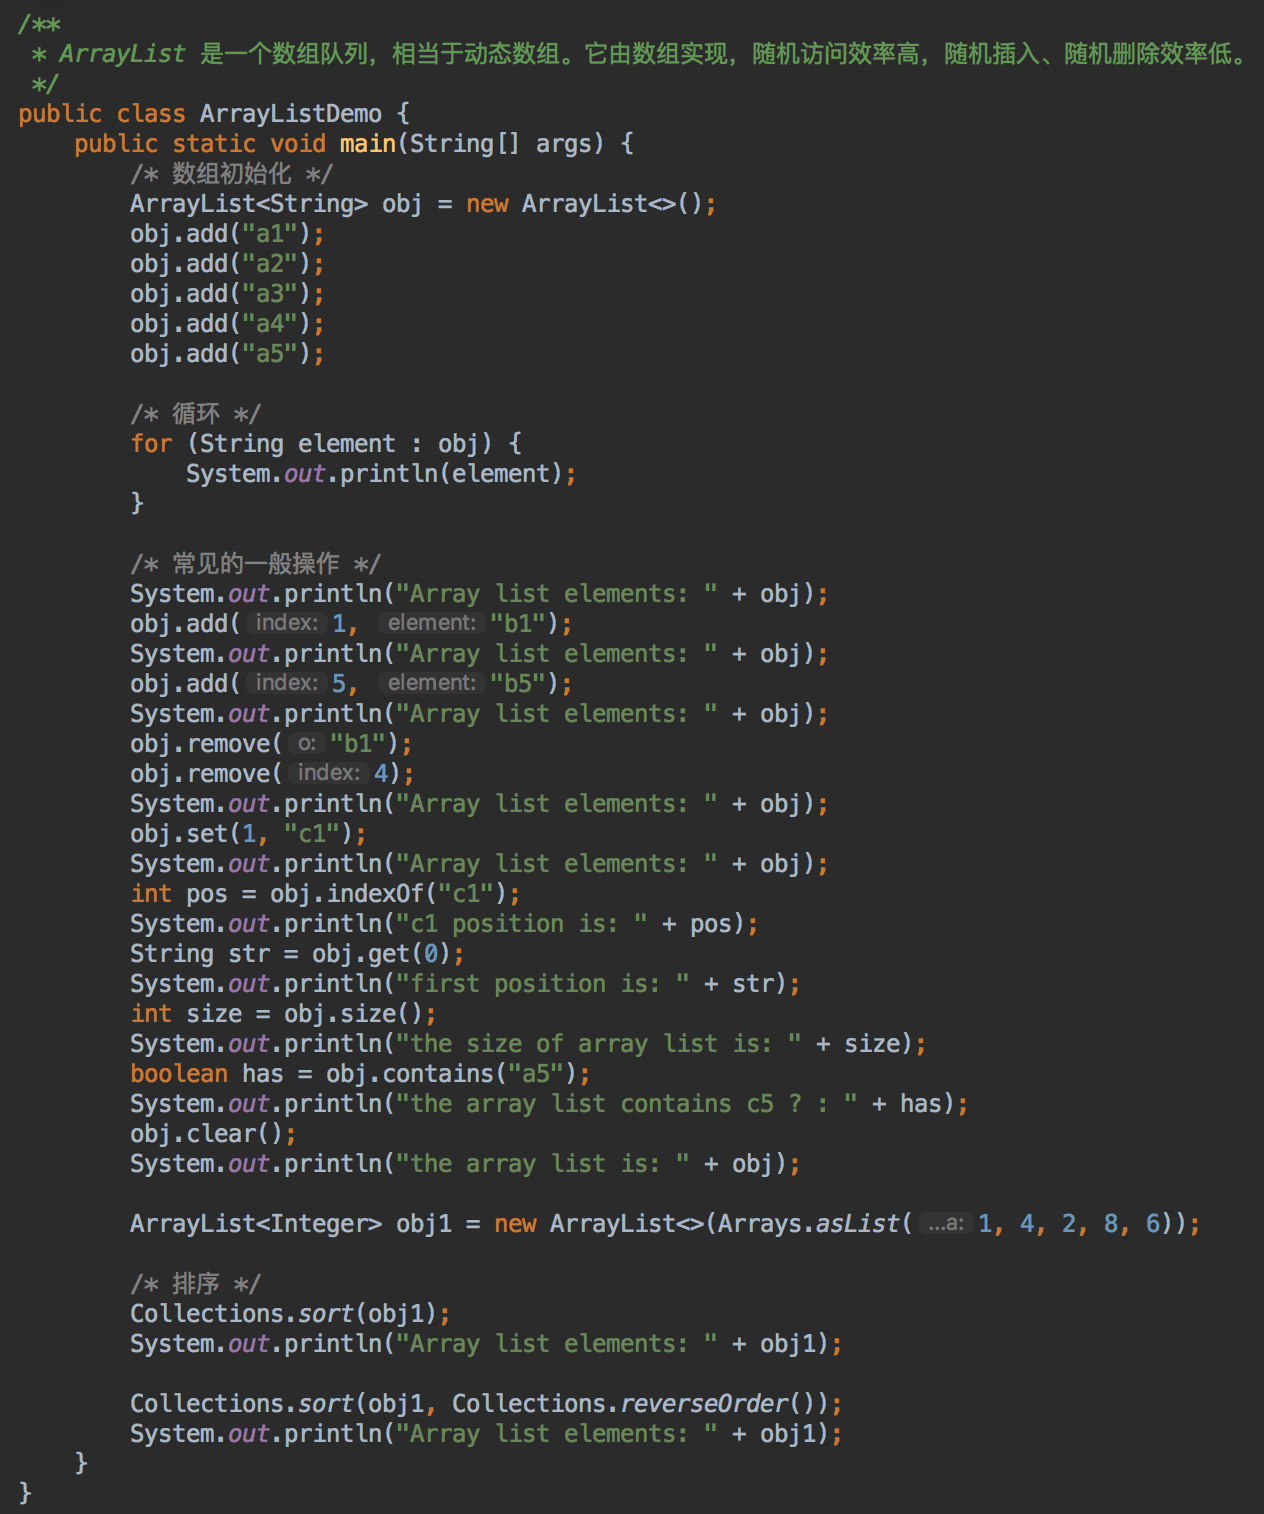 /**
 * ArrayList 是一个数组队列，相当于动态数组。它由数组实现，随机访问效率高，随机插入、随机删除效率低。
 */
public class ArrayListDemo {
    public static void main(String[] args) {
        /* 数组初始化 */
        ArrayList<String> obj = new ArrayList<>();
        obj.add("a1");
        obj.add("a2");
        obj.add("a3");
        obj.add("a4");
        obj.add("a5");

        /* 循环 */
        for (String element : obj) {
            System.out.println(element);
        }

        /* 常见的一般操作 */
        System.out.println("Array list elements: " + obj);
        obj.add( index: 1, element: "b1");
        System.out.println("Array list elements: " + obj);
        obj.add( index: 5, element: "b5");
        System.out.println("Array list elements: " + obj);
        obj.remove( o: "b1");
        obj.remove( index: 4);
        System.out.println("Array list elements: " + obj);
        obj.set(1, "c1");
        System.out.println("Array list elements: " + obj);
        int pos = obj.indexOf("c1");
        System.out.println("c1 position is: " + pos);
        String str = obj.get(0);
        System.out.println("first position is: " + str);
        int size = obj.size();
        System.out.println("the size of array list is: " + size);
        boolean has = obj.contains("a5");
        System.out.println("the array list contains c5 ? : " + has);
        obj.clear();
        System.out.println("the array list is: " + obj);

        ArrayList<Integer> obj1 = new ArrayList<>(Arrays.asList( ...a: 1, 4, 2, 8, 6));

        /* 排序 */
        Collections.sort(obj1);
        System.out.println("Array list elements: " + obj1);

        Collections.sort(obj1, Collections.reverseOrder());
        System.out.println("Array list elements: " + obj1);
    }
}